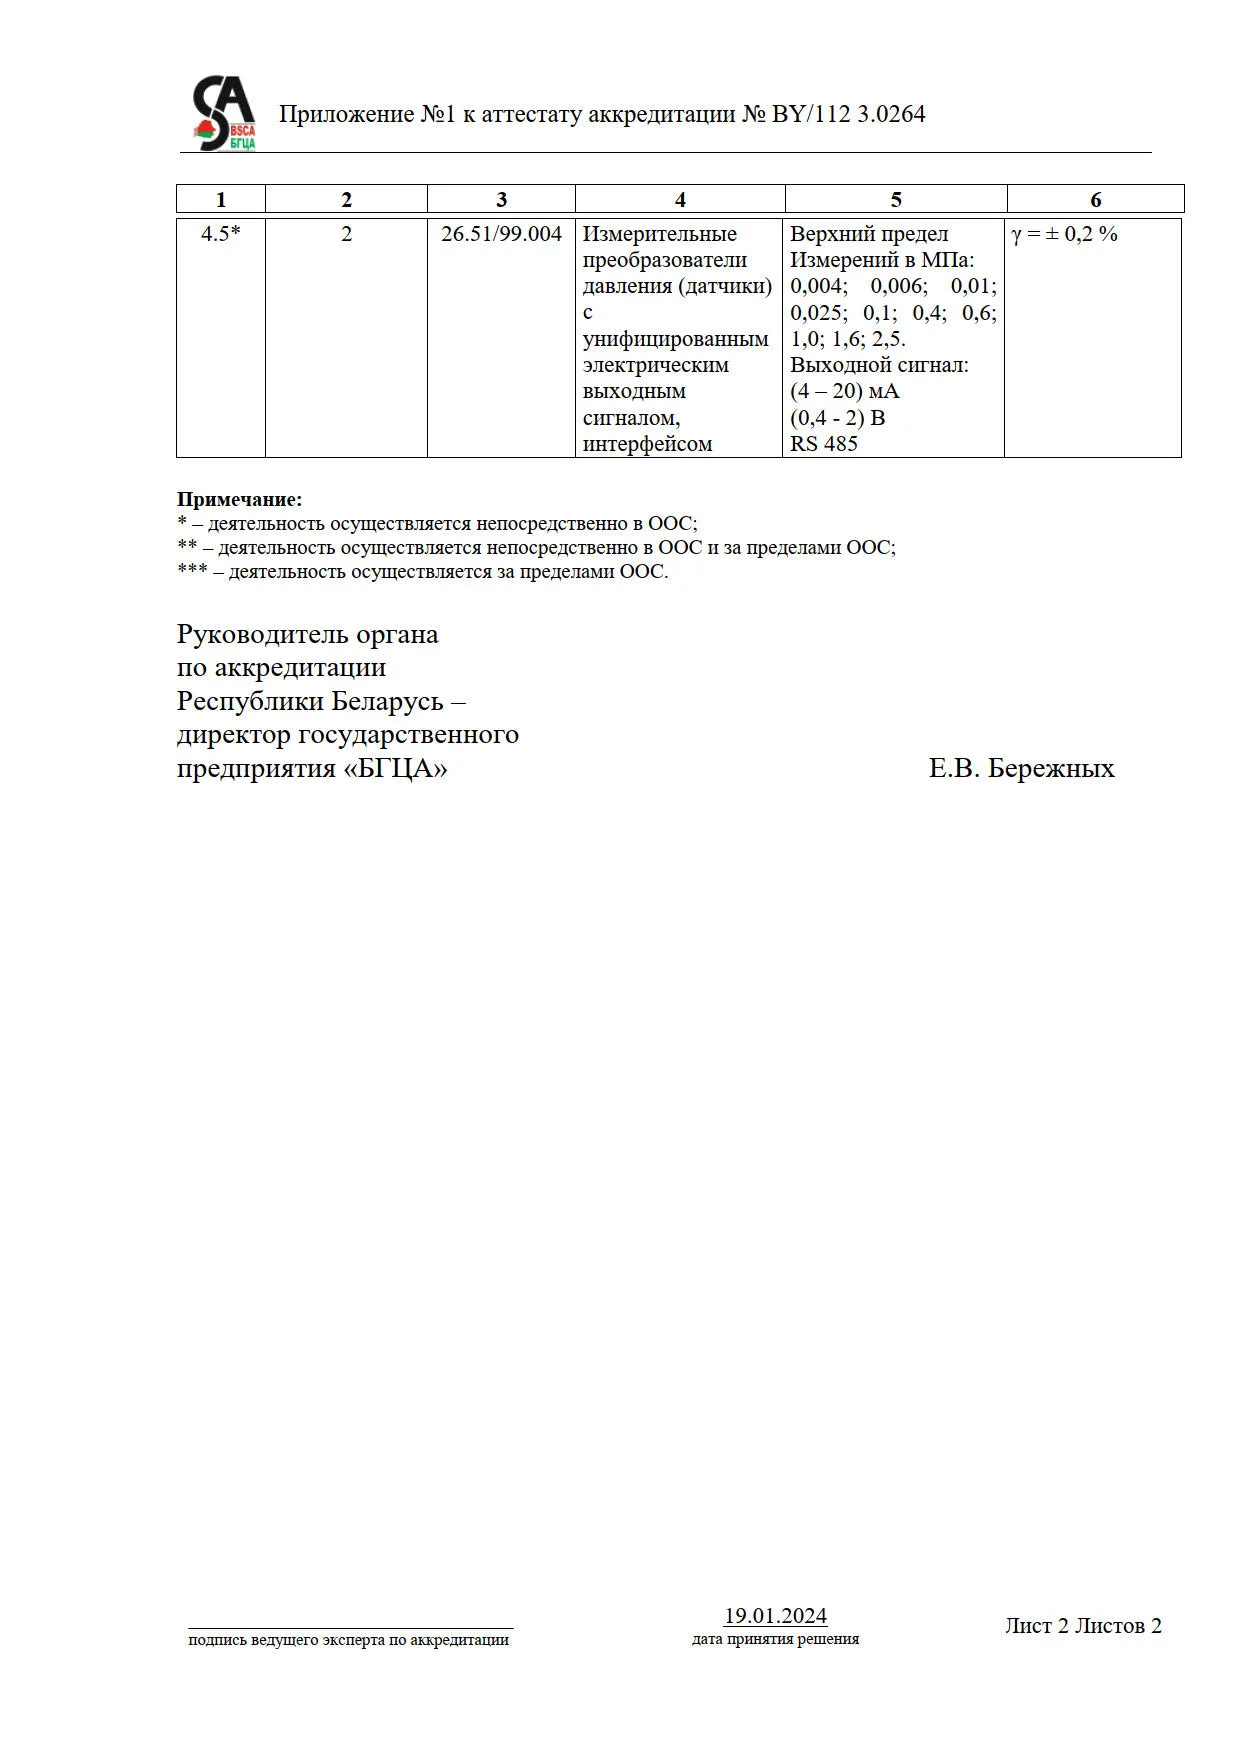 BSCA
БГЦА
Приложение №1 к аттестату аккредитации № BY/112 3.0264
1 2 3 4 5 6
4.5* 2 26.51/99.004 Измерительные Верхний предел γ = ± 0,2 %
преобразователи Измерений в МПа:
давления (датчики) 0,004; 0,006; 0,01;
с 0,025; 0,1; 0,4; 0,6;
унифицированным 1,0; 1,6; 2,5.
электрическим Выходной сигнал:
выходным (4 – 20) мА
сигналом, (0,4 - 2) В
интерфейсом RS 485
Примечание:
* – деятельность осуществляется непосредственно в ООС;
** – деятельность осуществляется непосредственно в ООС и за пределами ООС;
*** – деятельность осуществляется за пределами ООС.
Руководитель органа
по аккредитации
Республики Беларусь –
директор государственного
предприятия «БГЦА» Е.В. Бережных
19.01.2024
подпись ведущего эксперта по аккредитации дата принятия решения Лист 2 Листов 2